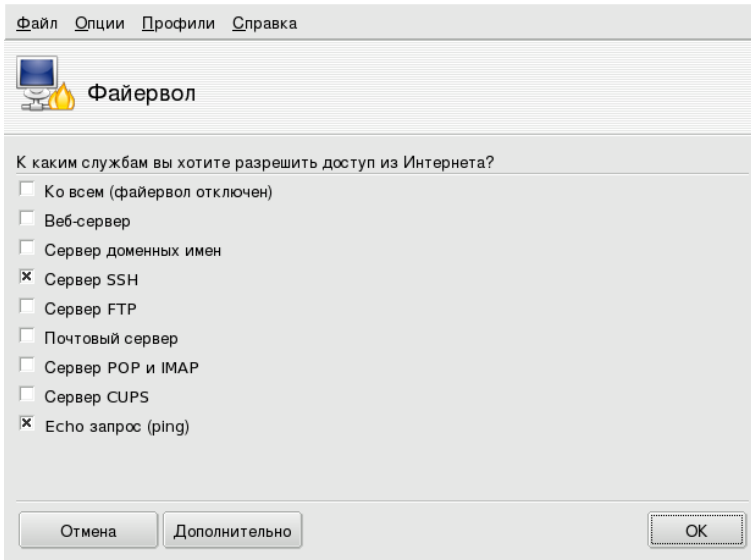 Файл Опции Профили Справка
Файервол
К каким службам вы хотите разрешить доступ из Интернета?
Ко всем (файервол отключен)
Веб-сервер
Сервер доменных имен
Сервер SSH
Сервер FTP
Почтовый сервер
Сервер POP и IMAP
Сервер CUPS
Echo запрос (ping)
Отмена Дополнительно OK